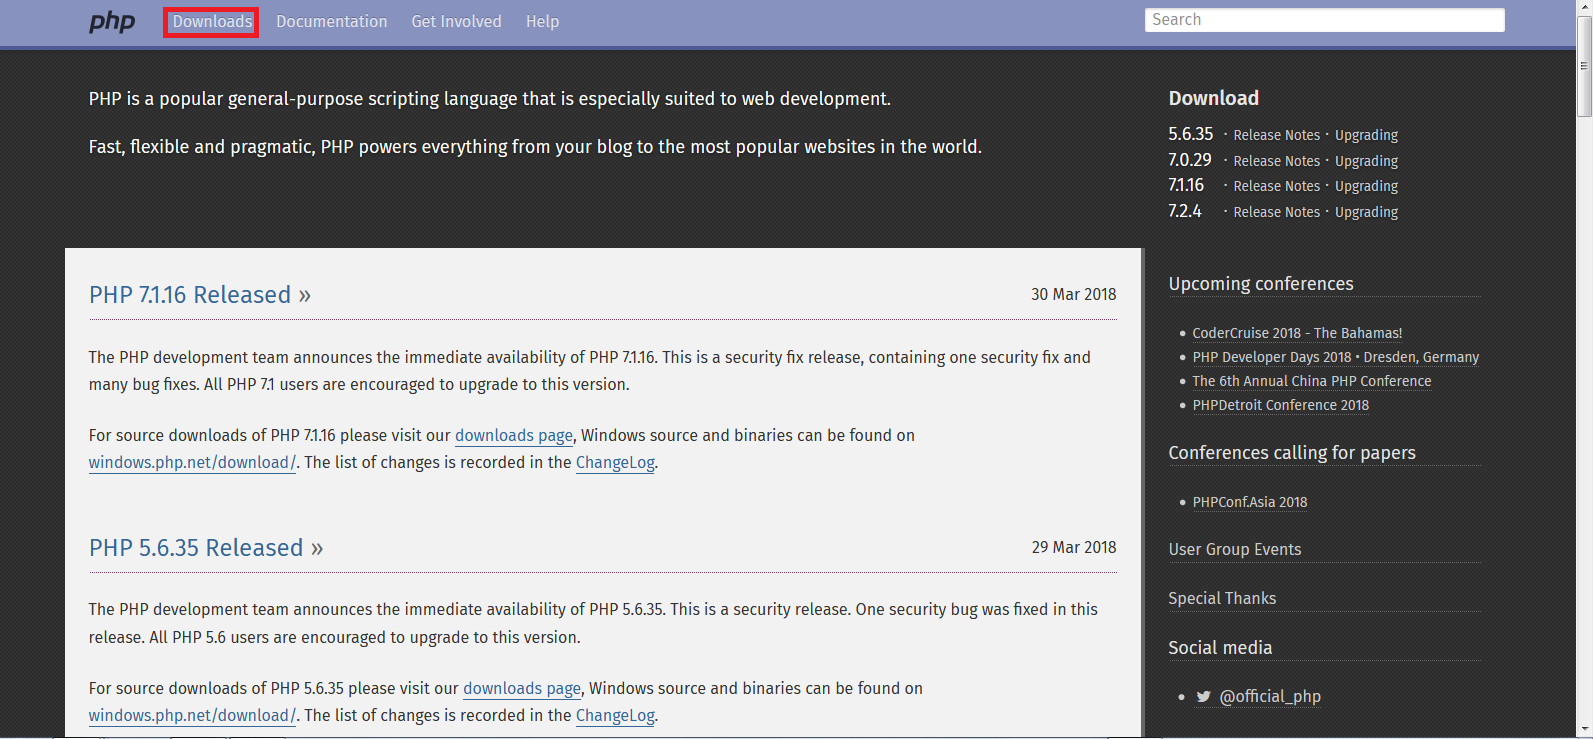 php Downloads Documentation Get Involved Help Search
PHP is a popular general-purpose scripting language that is especially suited to web development.
Fast, flexible and pragmatic, PHP powers everything from your blog to the most popular websites in the world.
Download
5.6.35 · Release Notes · Upgrading
7.0.29 · Release Notes · Upgrading
7.1.16 · Release Notes · Upgrading
7.2.4 · Release Notes · Upgrading
PHP 7.1.16 Released » 30 Mar 2018
The PHP development team announces the immediate availability of PHP 7.1.16. This is a security fix release, containing one security fix and
many bug fixes. All PHP 7.1 users are encouraged to upgrade to this version.
For source downloads of PHP 7.1.16 please visit our downloads page, Windows source and binaries can be found on
windows.php.net/download/. The list of changes is recorded in the ChangeLog.
PHP 5.6.35 Released » 29 Mar 2018
The PHP development team announces the immediate availability of PHP 5.6.35. This is a security release. One security bug was fixed in this
release. All PHP 5.6 users are encouraged to upgrade to this version.
For source downloads of PHP 5.6.35 please visit our downloads page, Windows source and binaries can be found on
windows.php.net/download/. The list of changes is recorded in the ChangeLog.
Upcoming conferences
• CoderCruise 2018 - The Bahamas!
• PHP Developer Days 2018 • Dresden, Germany
• The 6th Annual China PHP Conference
• PHPDetroit Conference 2018
Conferences calling for papers
• PHPConf.Asia 2018
User Group Events
Special Thanks
Social media
• @official_php